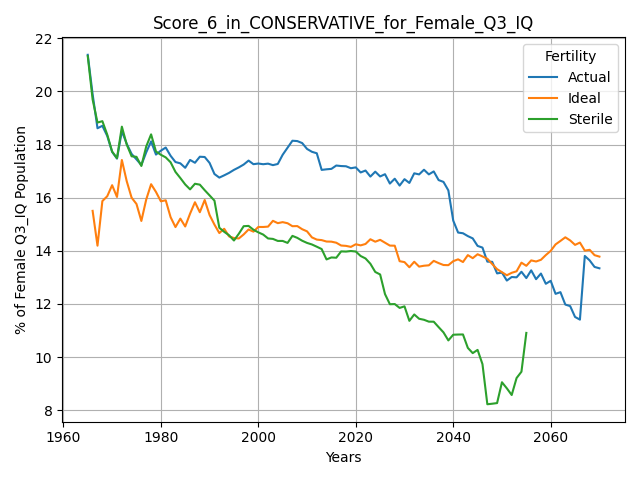 Score_6_in_CONSERVATIVE_for_Female_Q3_IQ
Fertility
Actual
Ideal
Sterile
% of Female Q3_IQ Population
22
20
18
16
14
12
10
8
1960
1980
2000
2020
2040
2060
Years